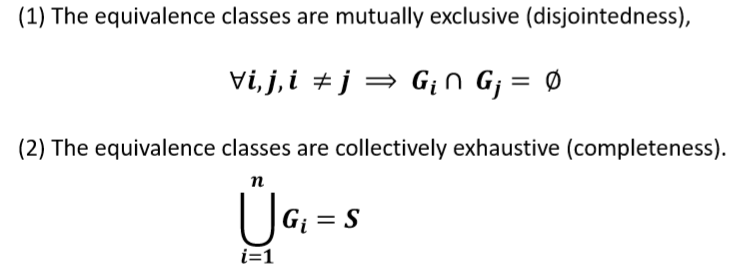 (1) The equivalence classes are mutually exclusive (disjointedness),
∀i, j, i ≠ j ⟹ Gᵢ ∩ Gⱼ = ∅
(2) The equivalence classes are collectively exhaustive (completeness).
n
⋃ Gᵢ = S
i=1